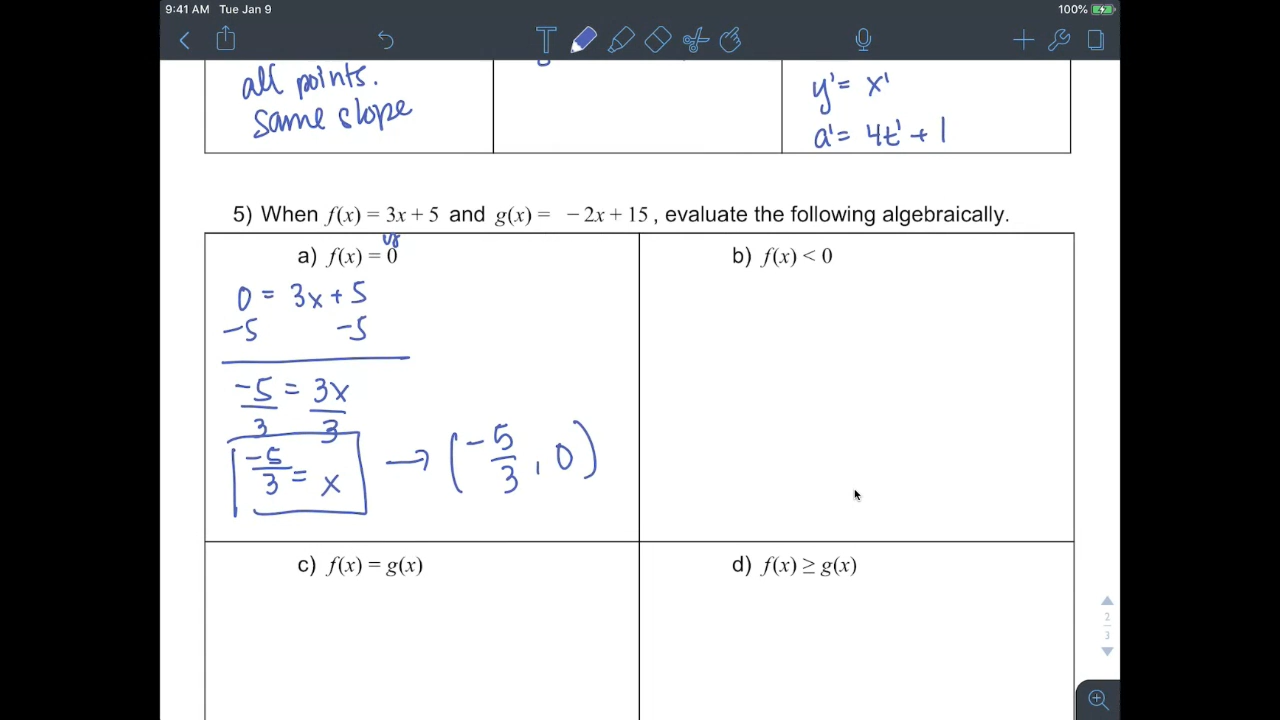 9:41 AM Tue Jan 9
100%
T
all points.
same slope
y' = x'
a' = 4t' + 1
5) When f(x) = 3x + 5 and g(x) = − 2x + 15, evaluate the following algebraically.
a) f(x) = 0
0 = 3x + 5
-5 -5
-5 = 3x
3 3
-5/3 = x → (-5/3, 0)
b) f(x) < 0
c) f(x) = g(x)
d) f(x) ≥ g(x)
2
3